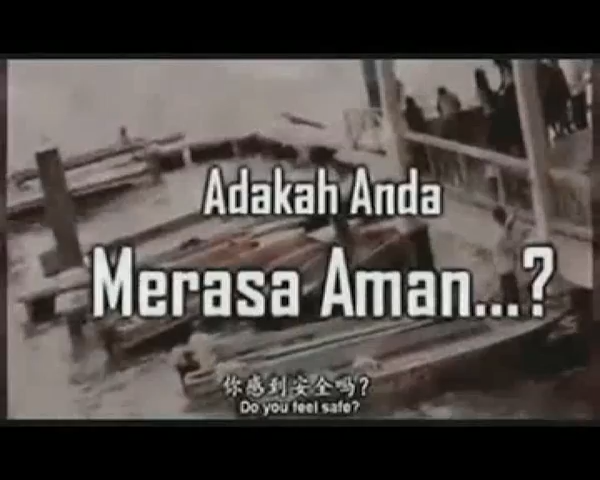 Adakah Anda
Merasa Aman...?
你感到安全吗?
Do you feel safe?